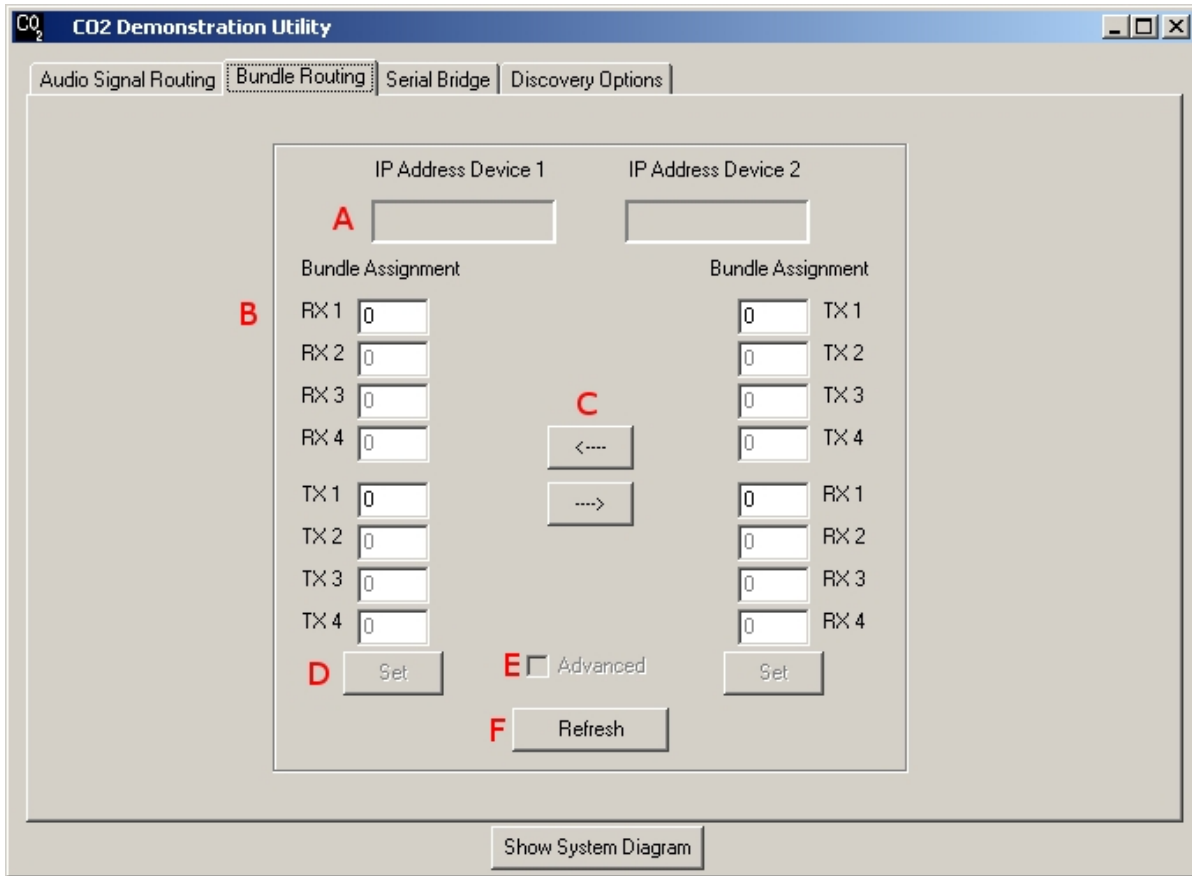 CO2 CO2 Demonstration Utility
Audio Signal Routing Bundle Routing Serial Bridge Discovery Options
IP Address Device 1 IP Address Device 2
A
Bundle Assignment Bundle Assignment
B RX 1 0 0 TX 1
RX 2 0 0 TX 2
RX 3 0 0 TX 3
C
RX 4 0 <---- 0 TX 4
TX 1 0 ----> 0 RX 1
TX 2 0 0 RX 2
TX 3 0 0 RX 3
TX 4 0 0 RX 4
D Set E Advanced Set
F Refresh
Show System Diagram